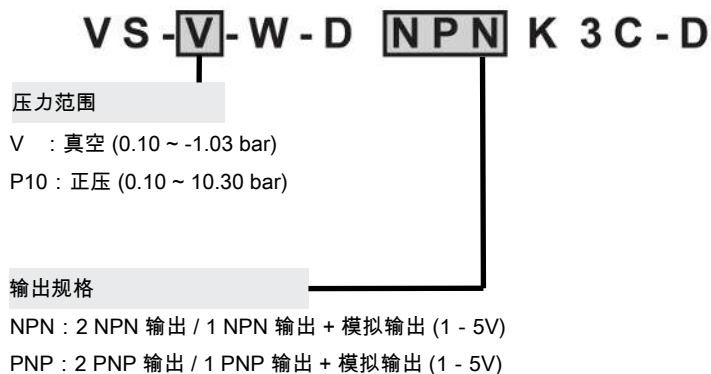 VS-V-W-D NPN K 3C-D
压力范围
V ：真空 (0.10 ~ -1.03 bar)
P10：正压 (0.10 ~ 10.30 bar)
输出规格
NPN：2 NPN 输出 / 1 NPN 输出 + 模拟输出 (1 - 5V)
PNP：2 PNP 输出 / 1 PNP 输出 + 模拟输出 (1 - 5V)